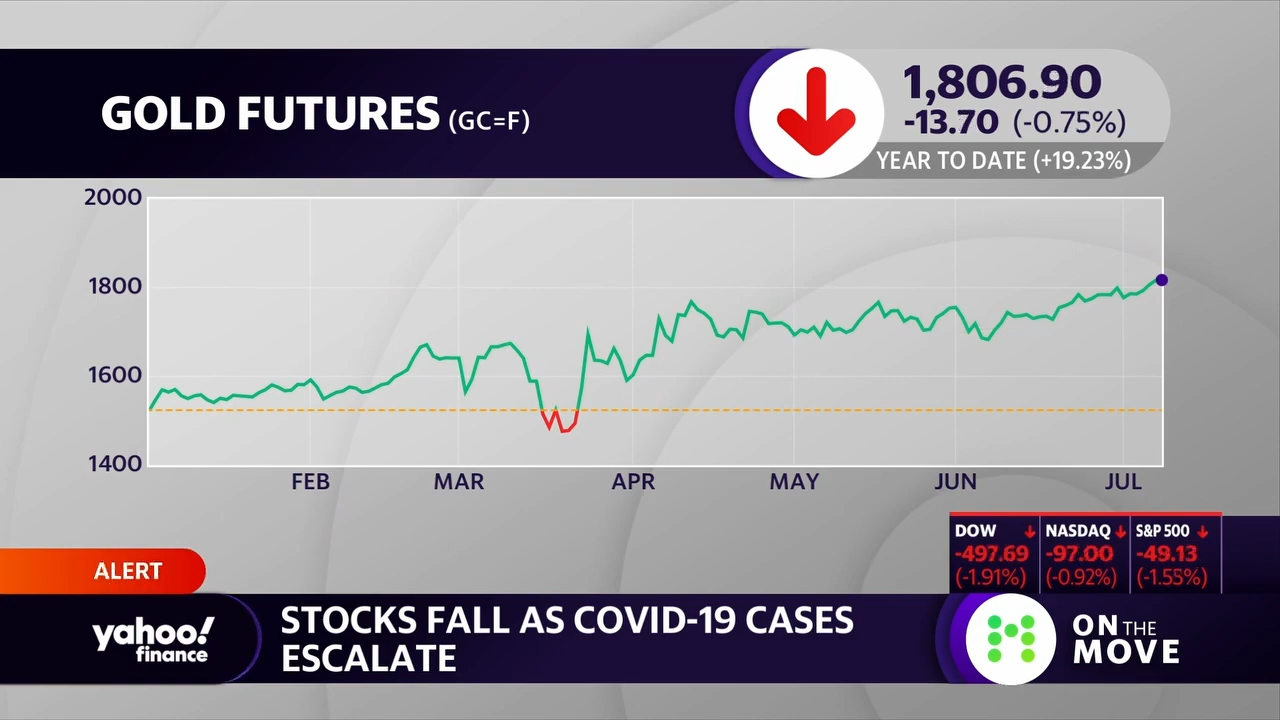 GOLD FUTURES (GC=F)
1,806.90
-13.70 (-0.75%)
YEAR TO DATE (+19.23%)
2000
1800
1600
1400
FEB MAR APR MAY JUN JUL
DOW NASDAQ S&P 500
-497.69 -97.00 -49.13
(-1.91%) (-0.92%) (-1.55%)
ALERT
yahoo!
finance
STOCKS FALL AS COVID-19 CASES
ESCALATE
ON THE
MOVE